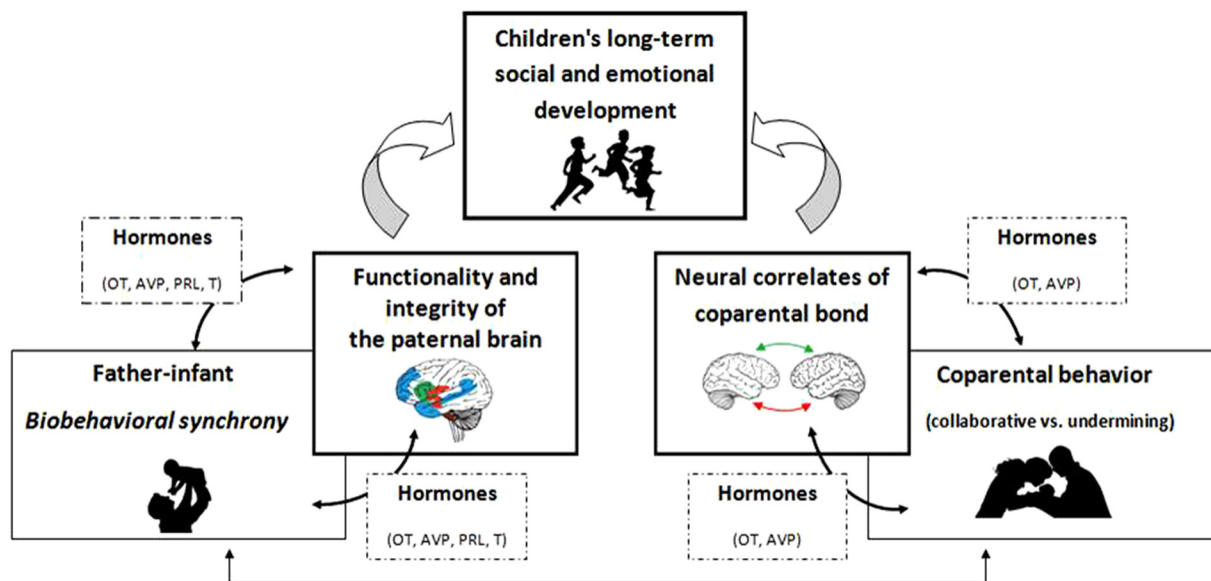 Children's long-term
social and emotional
development
Hormones
(OT, AVP, PRL, T)
Functionality and
integrity of
the paternal brain
Neural correlates of
coparental bond
Hormones
(OT, AVP)
Father-infant
Biobehavioral synchrony
Coparental behavior
(collaborative vs. undermining)
Hormones
(OT, AVP, PRL, T)
Hormones
(OT, AVP)